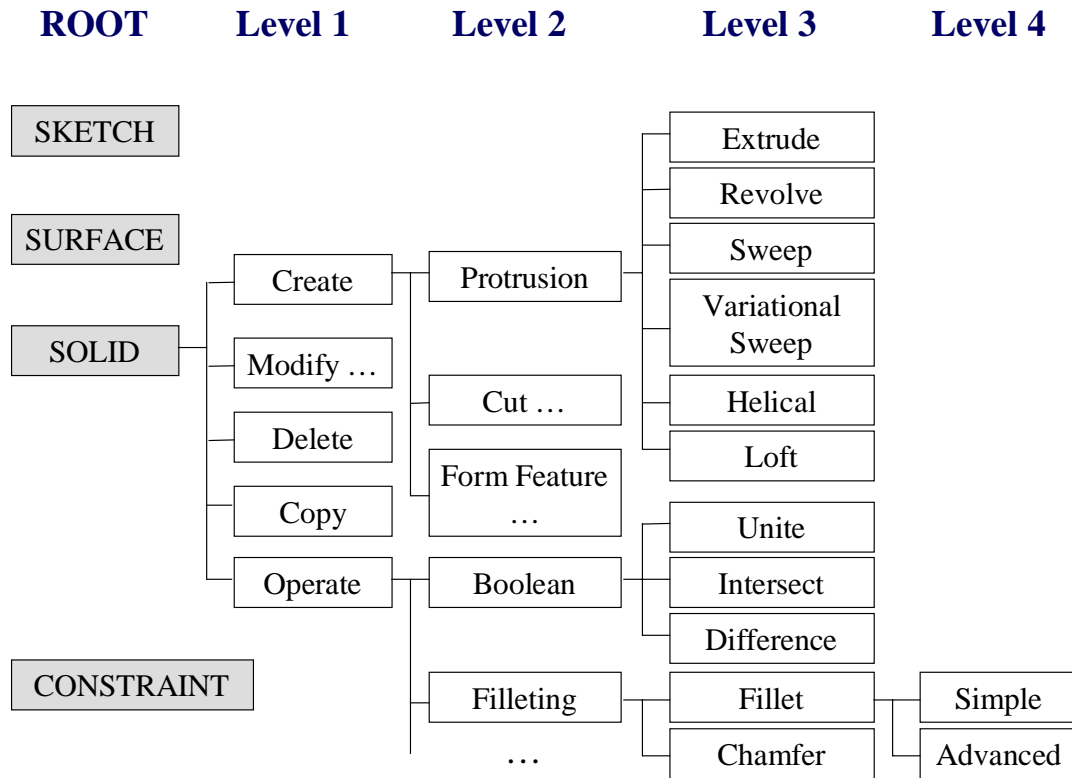 ROOT Level 1 Level 2 Level 3 Level 4
SKETCH
Extrude
Revolve
SURFACE
Sweep
Create
Protrusion
Variational
Sweep
SOLID
Modify …
Cut …
Helical
Delete
Loft
Form Feature
…
Copy
Unite
Operate
Boolean
Intersect
Difference
CONSTRAINT
Filleting
Fillet
Simple
…
Chamfer
Advanced